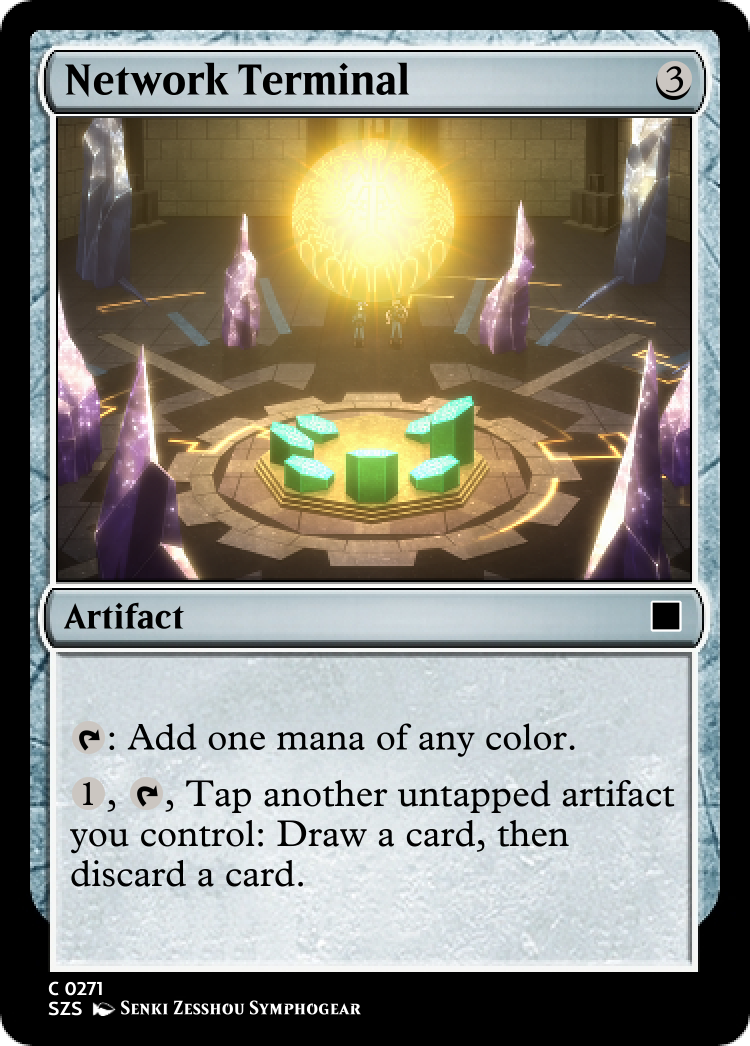 Network Terminal
3
Artifact
: Add one mana of any color.
1, , Tap another untapped artifact
you control: Draw a card, then
discard a card.
C 0271
SZS Senki Zesshou Symphogear